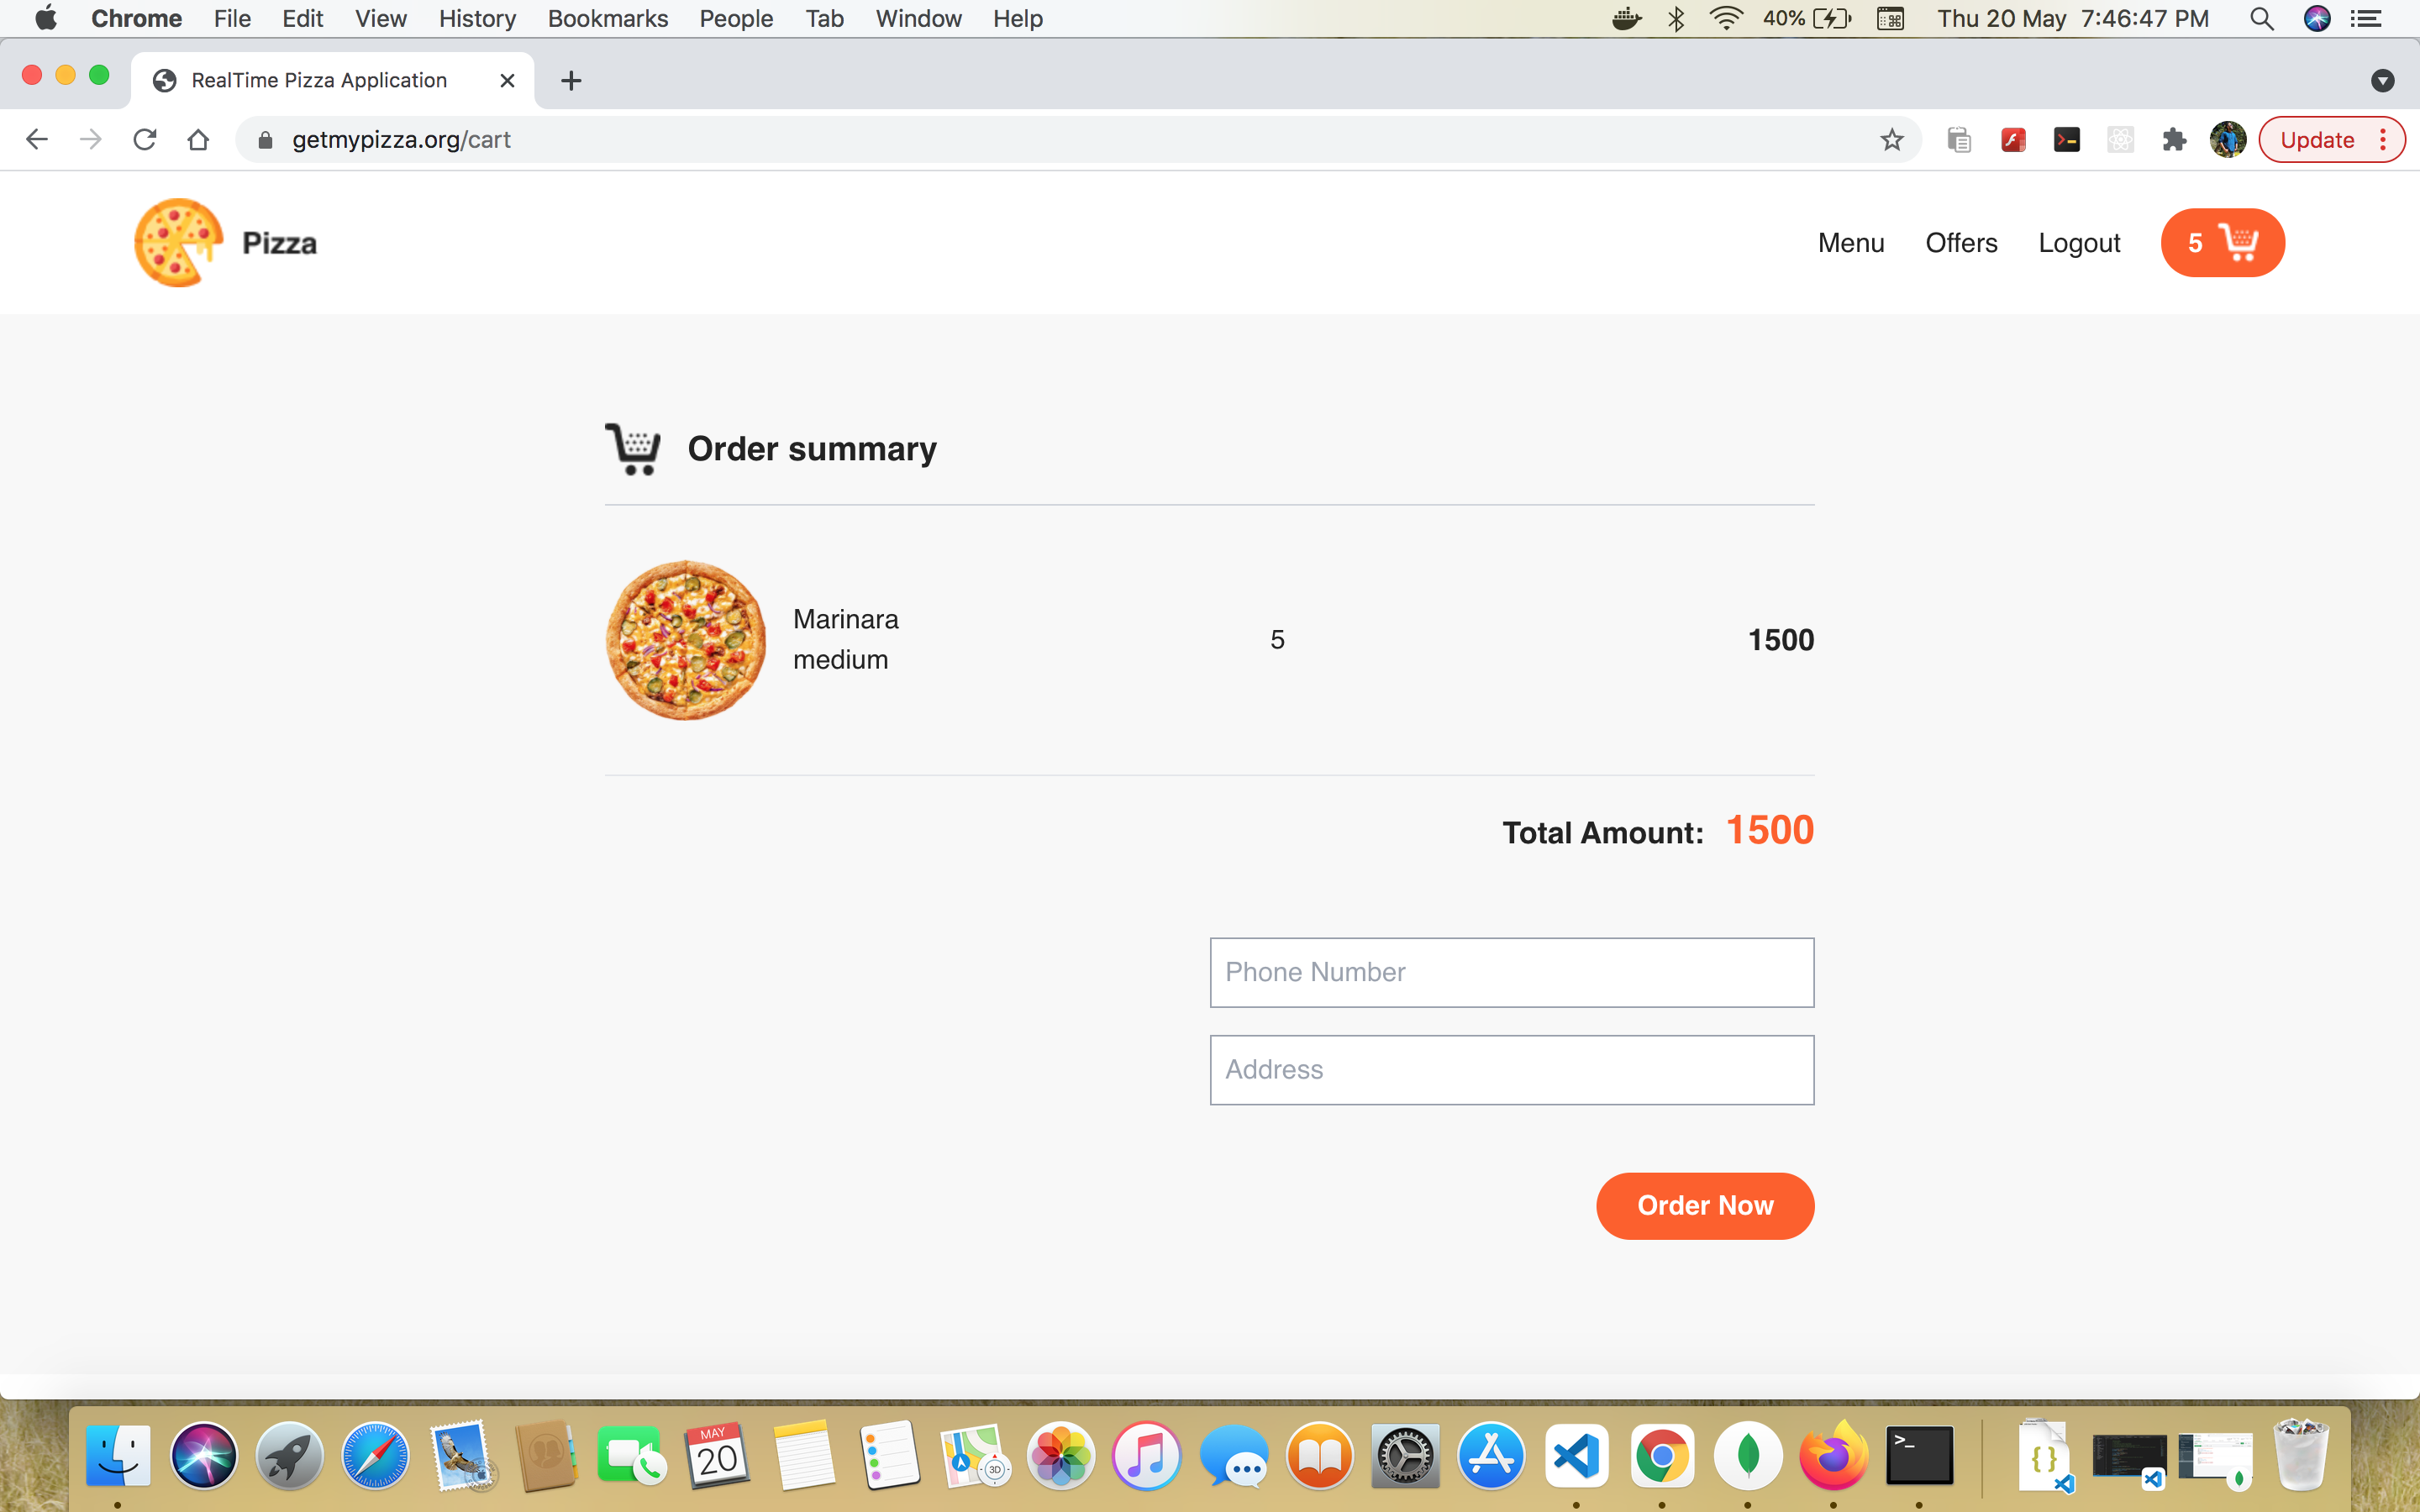 Chrome File Edit View History Bookmarks People Tab Window Help 40% Thu 20 May 7:46:47 PM
RealTime Pizza Application
getmypizza.org/cart Update
Pizza Menu Offers Logout 5
Order summary
Marinara
medium
5
1500
Total Amount: 1500
Phone Number
Address
Order Now
MAY
20
3D
>_
{ }